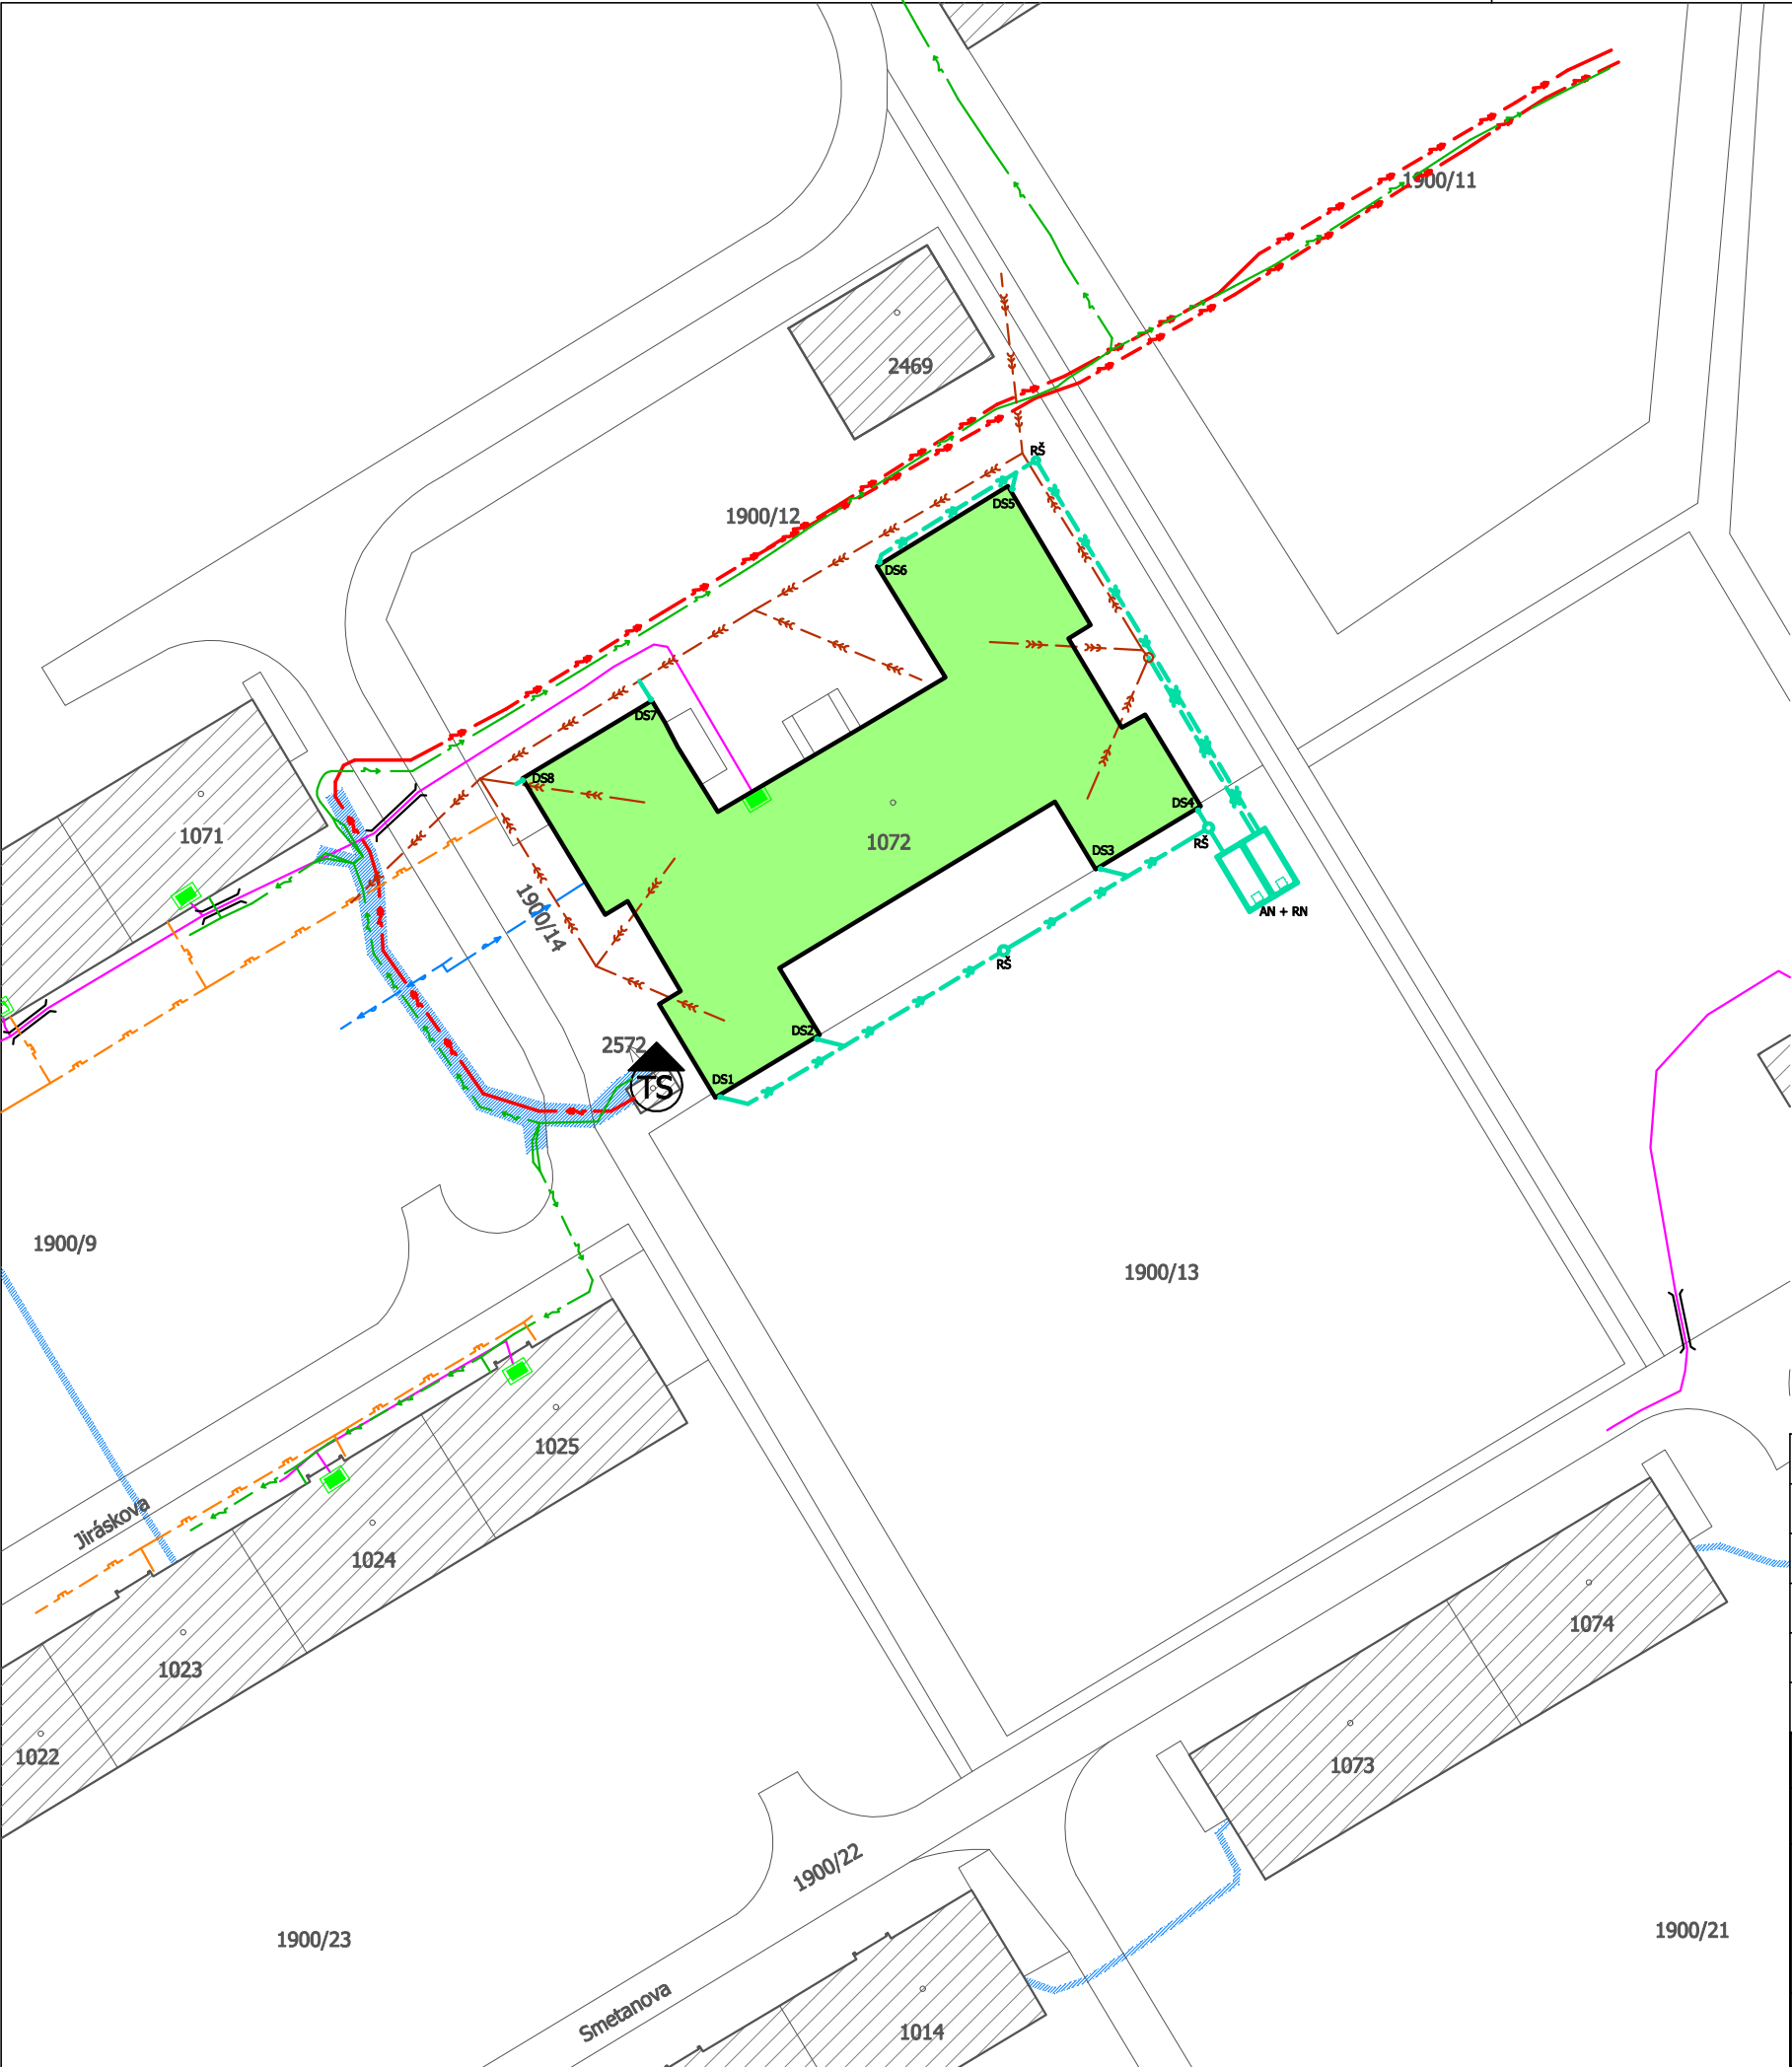 1900/11
2469
RŠ
DS5
1900/12
DS6
DS7
DS8
1071
1072
DS4
RŠ
DS3
1900/14
AN + RN
RŠ
DS2
2572
TS
DS1
1900/9
1900/13
1025
Jiráskova
1024
1074
1023
1022
1073
1900/22
1900/23
1900/21
Smetanova
1014